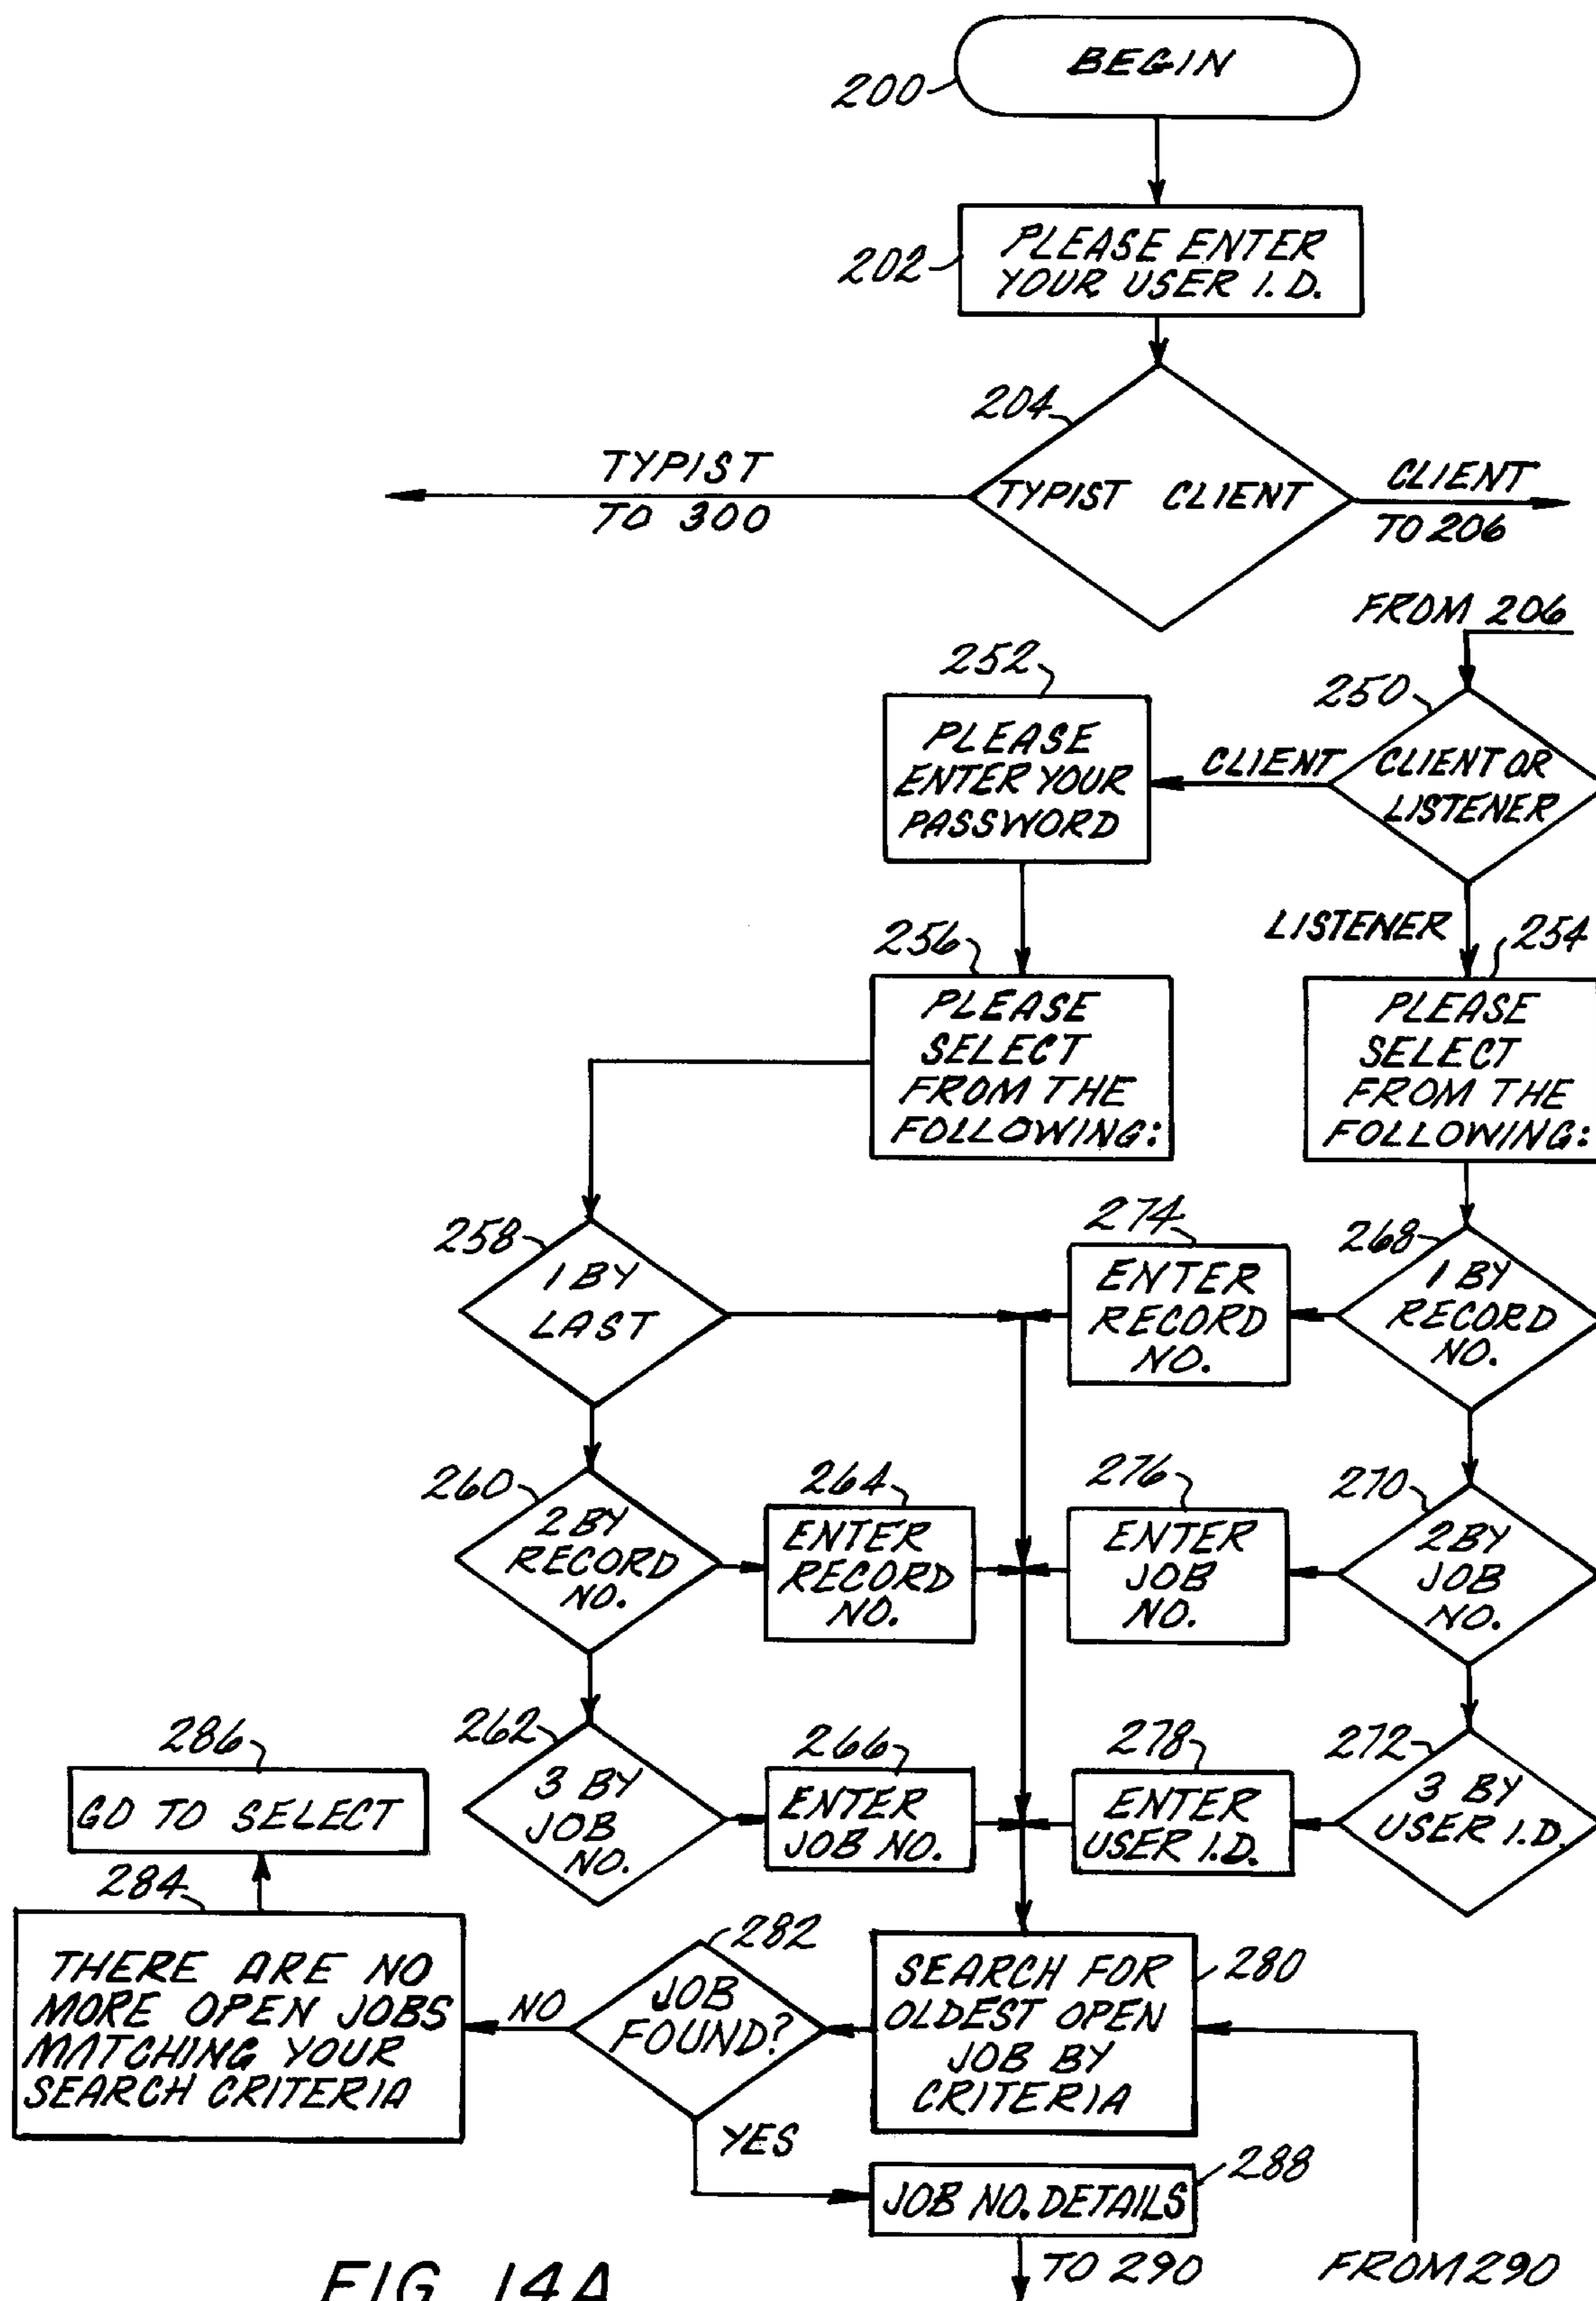 BEGIN
200
PLEASE ENTER
YOUR USER I.D.
202
204
TYPIST
TO 300
TYPIST CLIENT
CLIENT
TO 206
FROM 206
252
250
PLEASE
ENTER YOUR
PASSWORD
CLIENT
CLIENT OR
LISTENER
256
LISTENER
254
PLEASE
SELECT
FROM THE
FOLLOWING:
PLEASE
SELECT
FROM THE
FOLLOWING:
258
1 BY
LAST
274
ENTER
RECORD
NO.
268
1 BY
RECORD
NO.
260
2 BY
RECORD
NO.
264
ENTER
RECORD
NO.
276
ENTER
JOB
NO.
270
2 BY
JOB
NO.
286
GO TO SELECT
262
3 BY
JOB
NO.
266
ENTER
JOB NO.
278
ENTER
USER I.D.
272
3 BY
USER I.D.
284
THERE ARE NO
MORE OPEN JOBS
MATCHING YOUR
SEARCH CRITERIA
NO
282
JOB
FOUND?
YES
SEARCH FOR
OLDEST OPEN
JOB BY
CRITERIA
280
JOB NO. DETAILS
288
TO 290
FROM 290
FIG. 14A